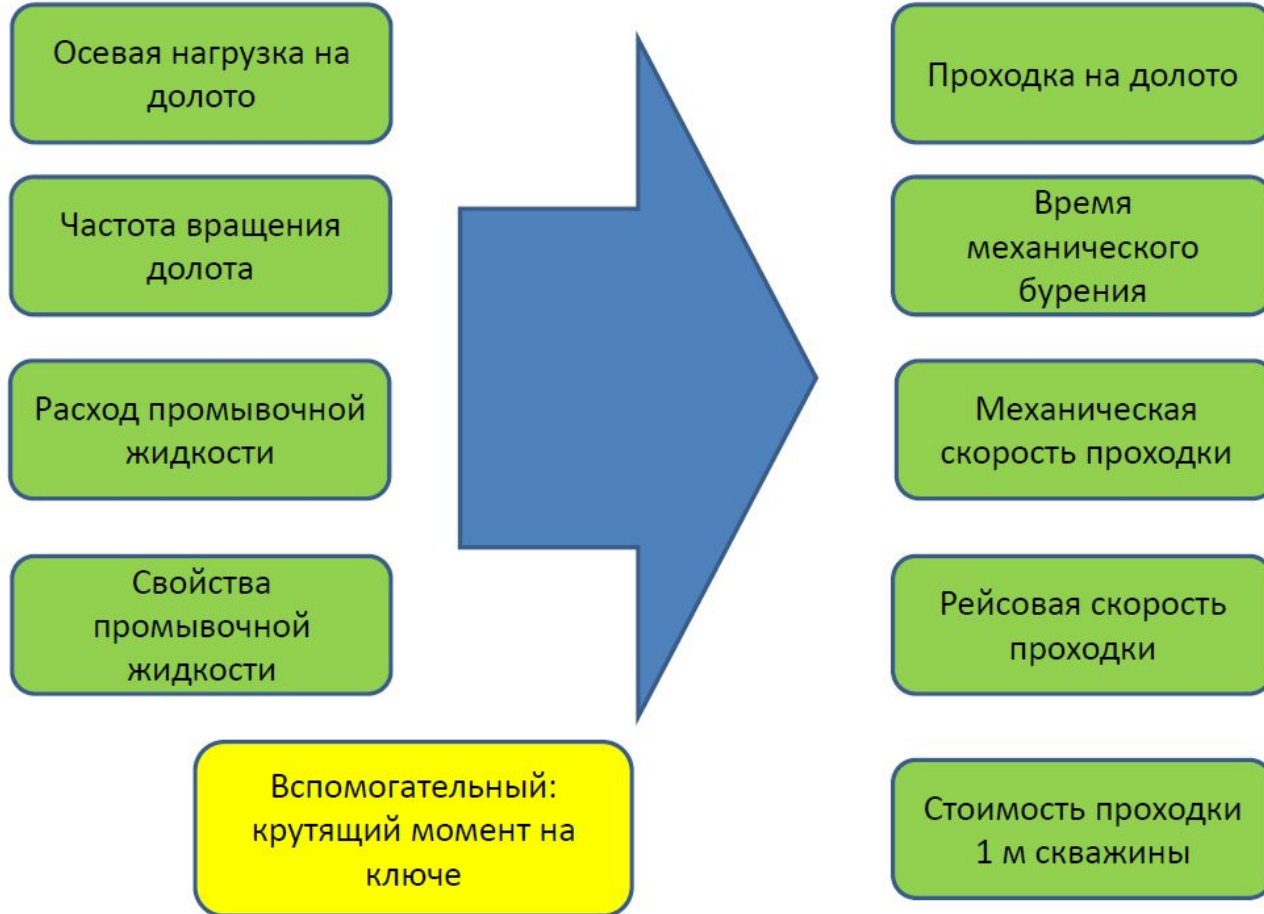 Осевая нагрузка на
долото
Частота вращения
долота
Расход промывочной
жидкости
Свойства
промывочной
жидкости
Вспомогательный:
крутящий момент на
ключе
Проходка на долото
Время
механического
бурения
Механическая
скорость проходки
Рейсовая скорость
проходки
Стоимость проходки
1 м скважины